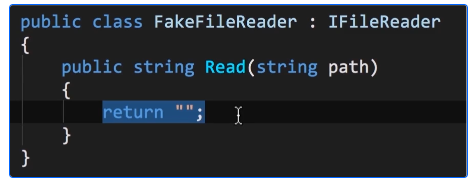 public class FakeFileReader : IFileReader
{
    public string Read(string path)
    {
        return "";
    }
}